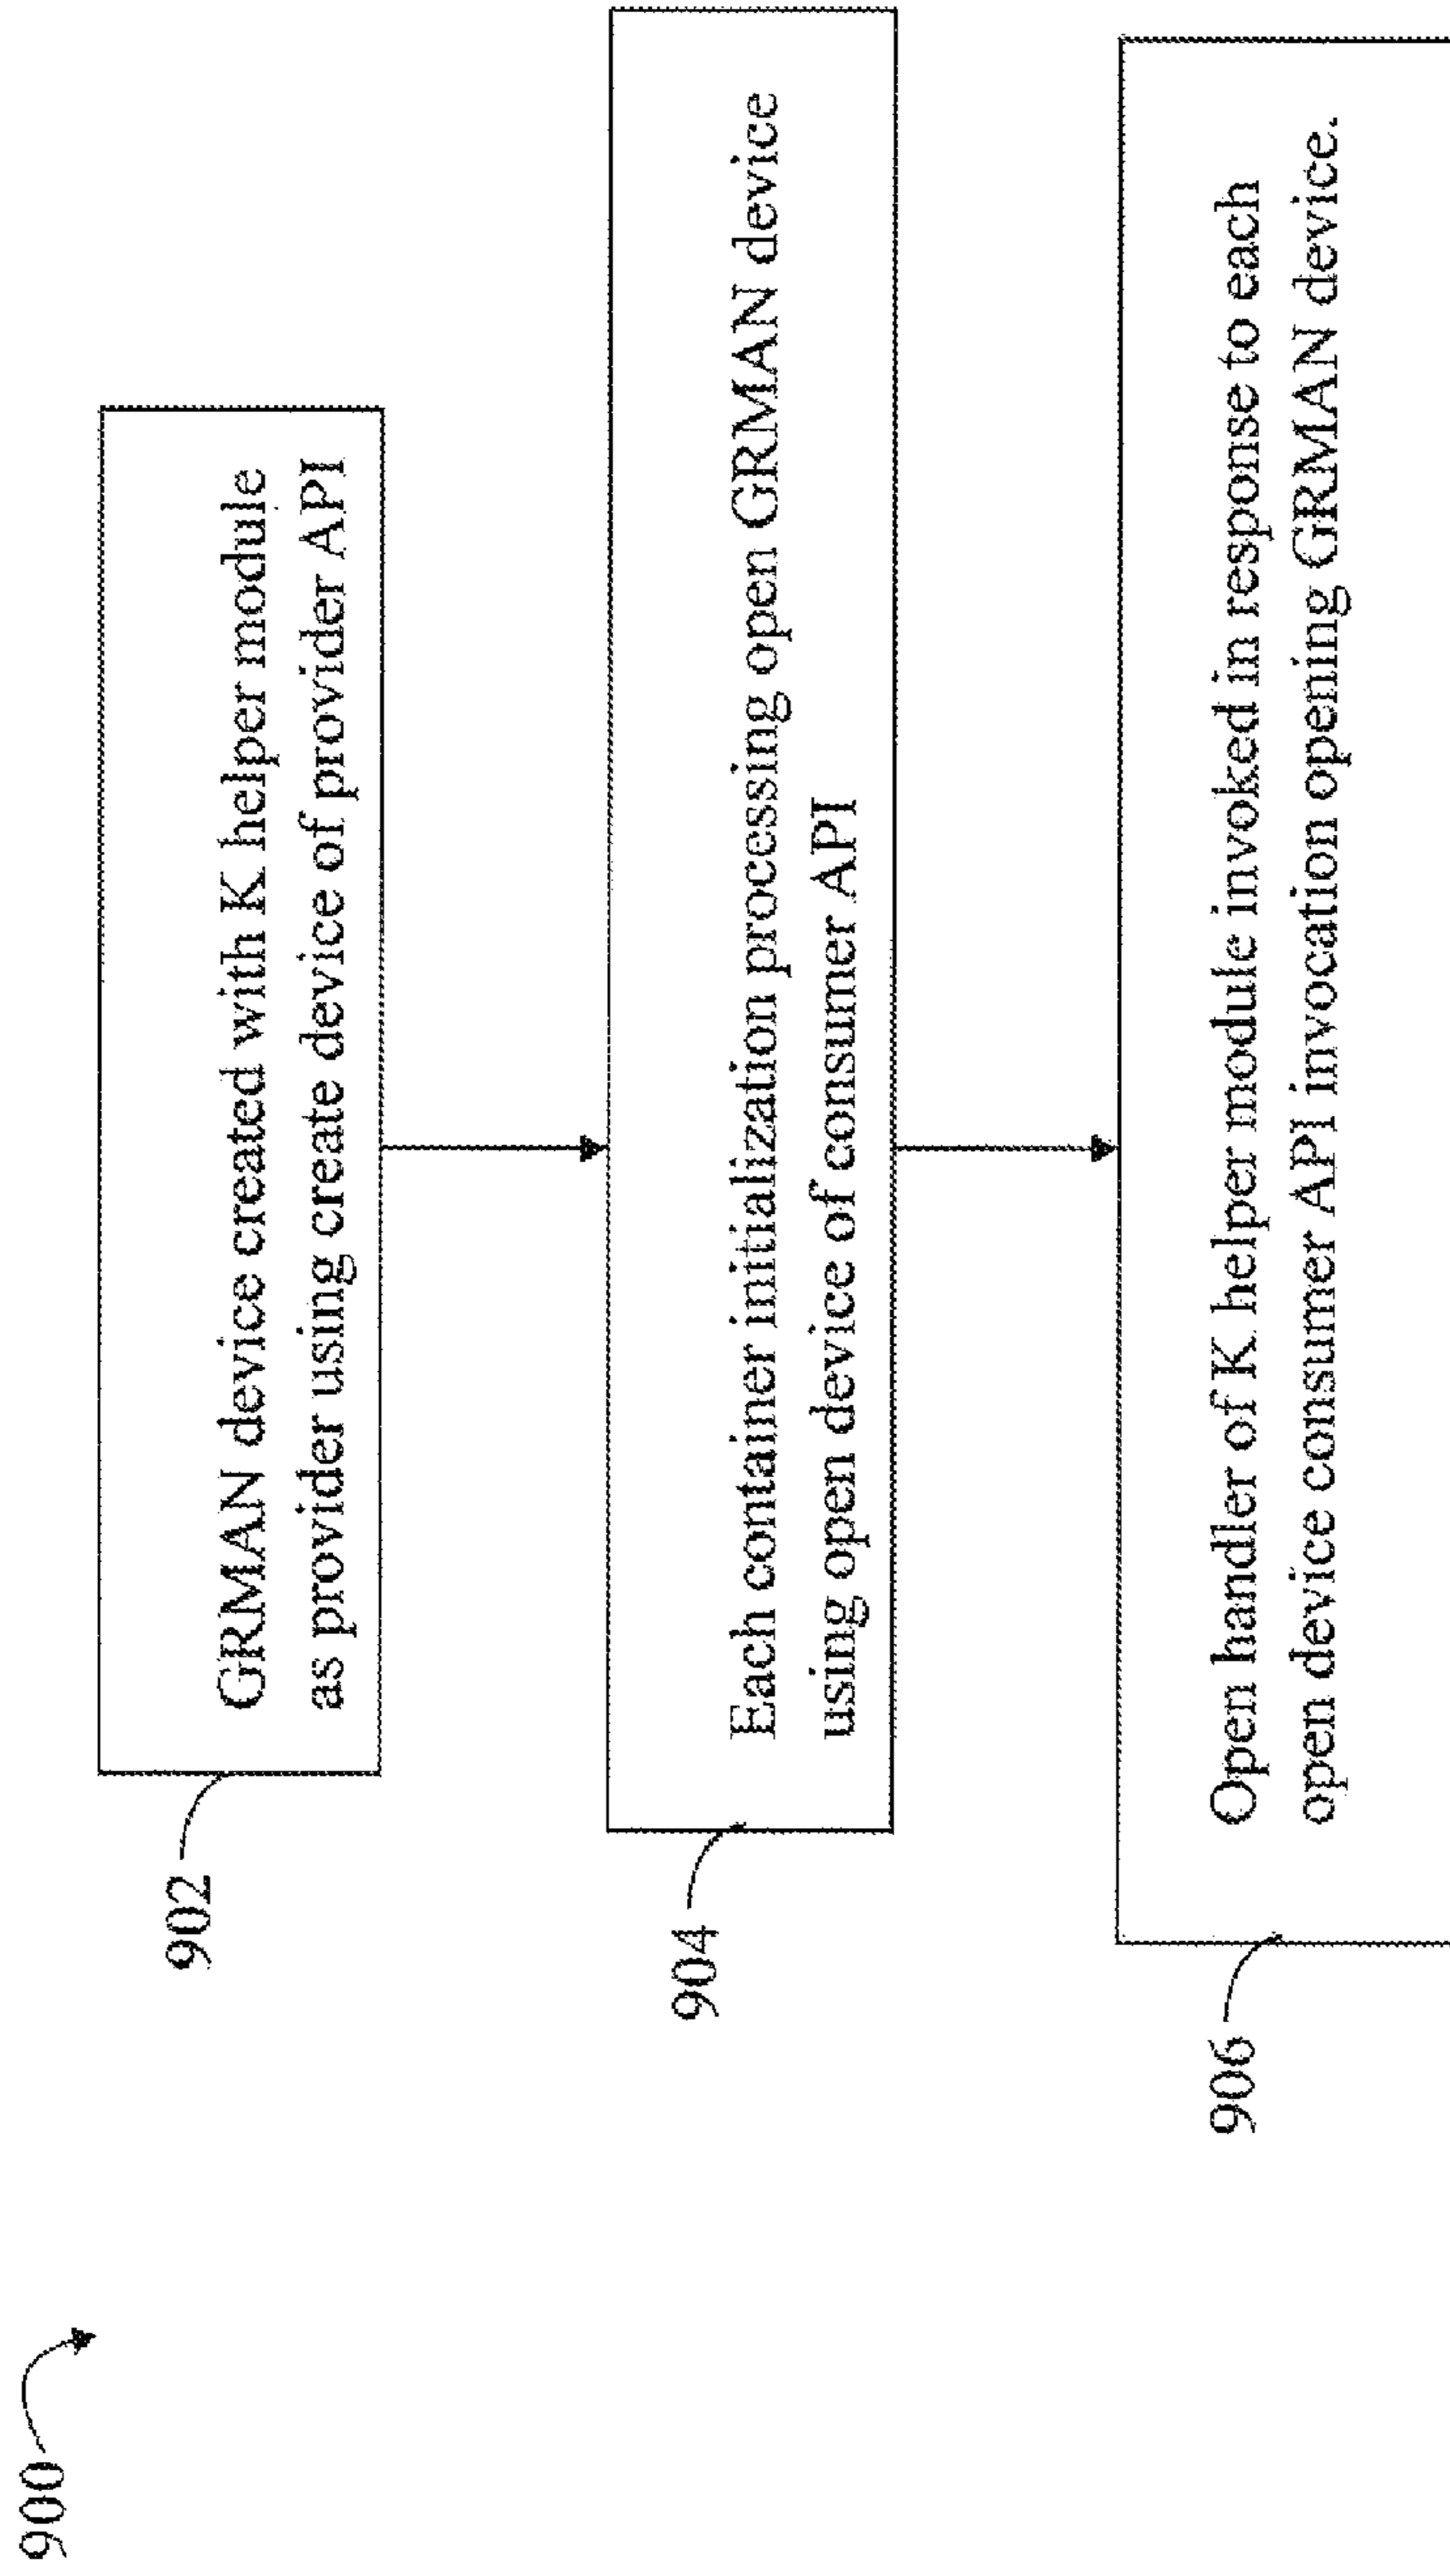 900
902
GRMAN device created with K helper module
as provider using create device of provider API
904
Each container initialization processing open GRMAN device
using open device of consumer API
906
Open handler of K helper module invoked in response to each
open device consumer API invocation opening GRMAN device.